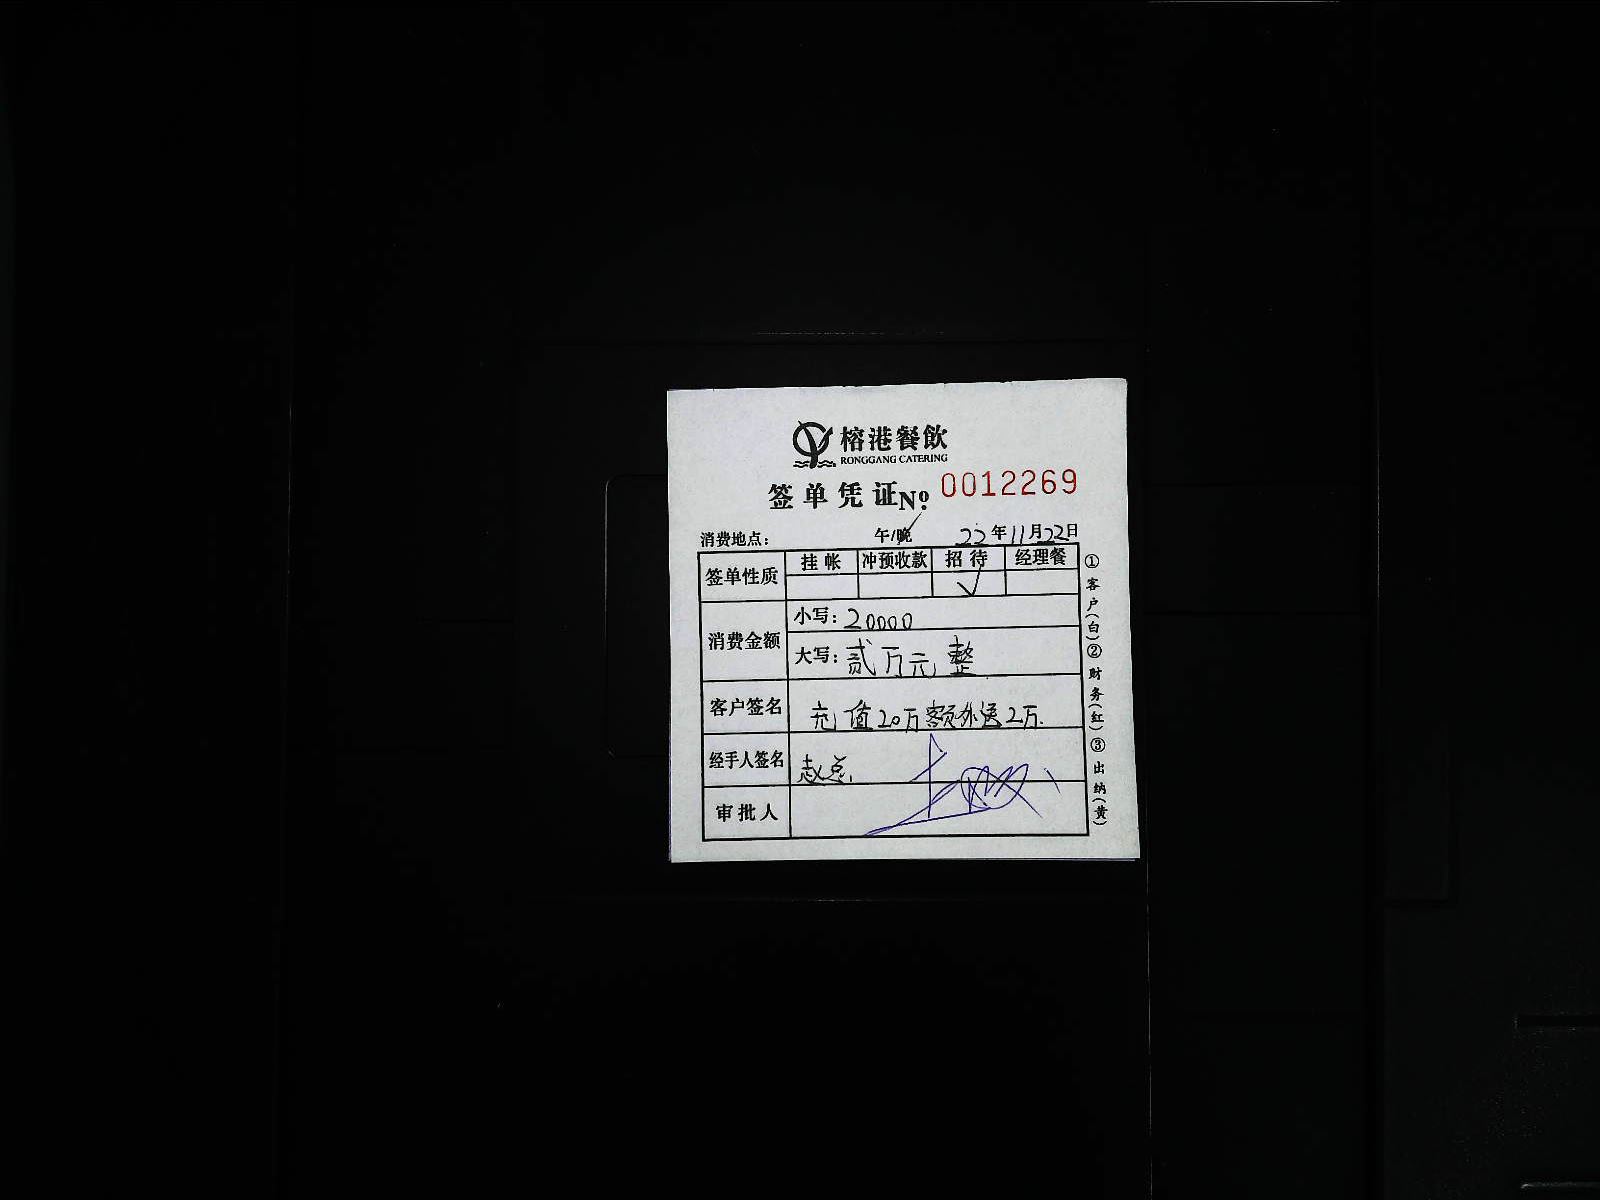 榕港餐飲
RONGGANG CATERING
签单凭证 №: 0012269
消费地点： 午/晚 22年11月22日
签单性质 挂帐 冲预收款 招待 经理餐
✓
消费金额 小写：20000
大写：贰万元整
客户签名 充值20万额外送2万.
经手人签名 赵总
审批人
①客户(白)②财务(红)③出纳(黄)